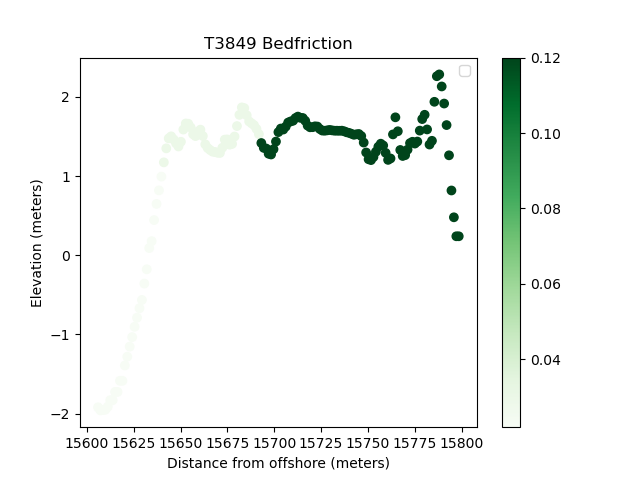 T3849 Bedfriction
Elevation (meters)
2
1
0
−1
−2
15600 15625 15650 15675 15700 15725 15750 15775 15800
Distance from offshore (meters)
0.12
0.10
0.08
0.06
0.04